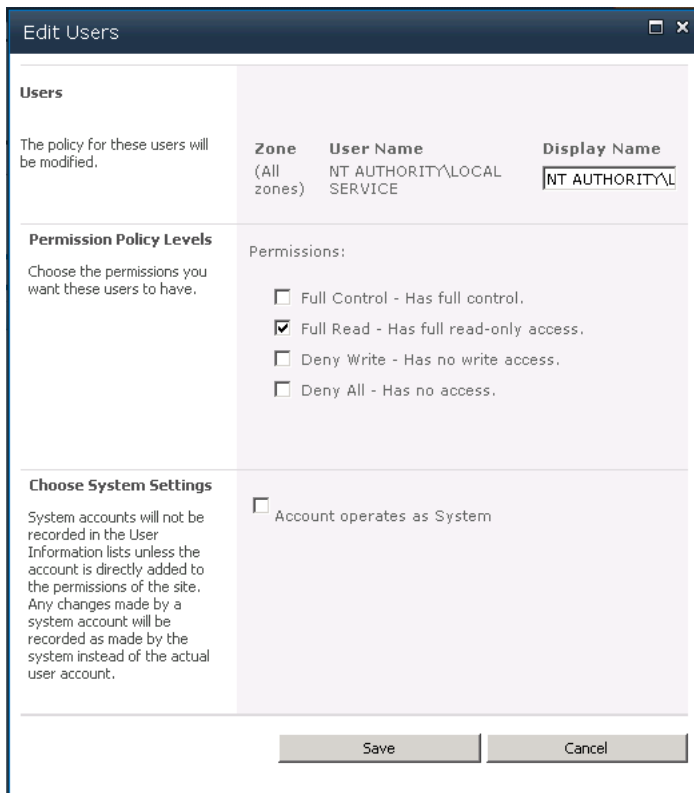 Edit Users
Users
The policy for these users will
be modified.
Zone User Name Display Name
(All NT AUTHORITY\LOCAL NT AUTHORITY\L
zones) SERVICE
Permission Policy Levels
Choose the permissions you
want these users to have.
Permissions:
Full Control - Has full control.
Full Read - Has full read-only access.
Deny Write - Has no write access.
Deny All - Has no access.
Choose System Settings
System accounts will not be
recorded in the User
Information lists unless the
account is directly added to
the permissions of the site.
Any changes made by a
system account will be
recorded as made by the
system instead of the actual
user account.
Account operates as System
Save Cancel